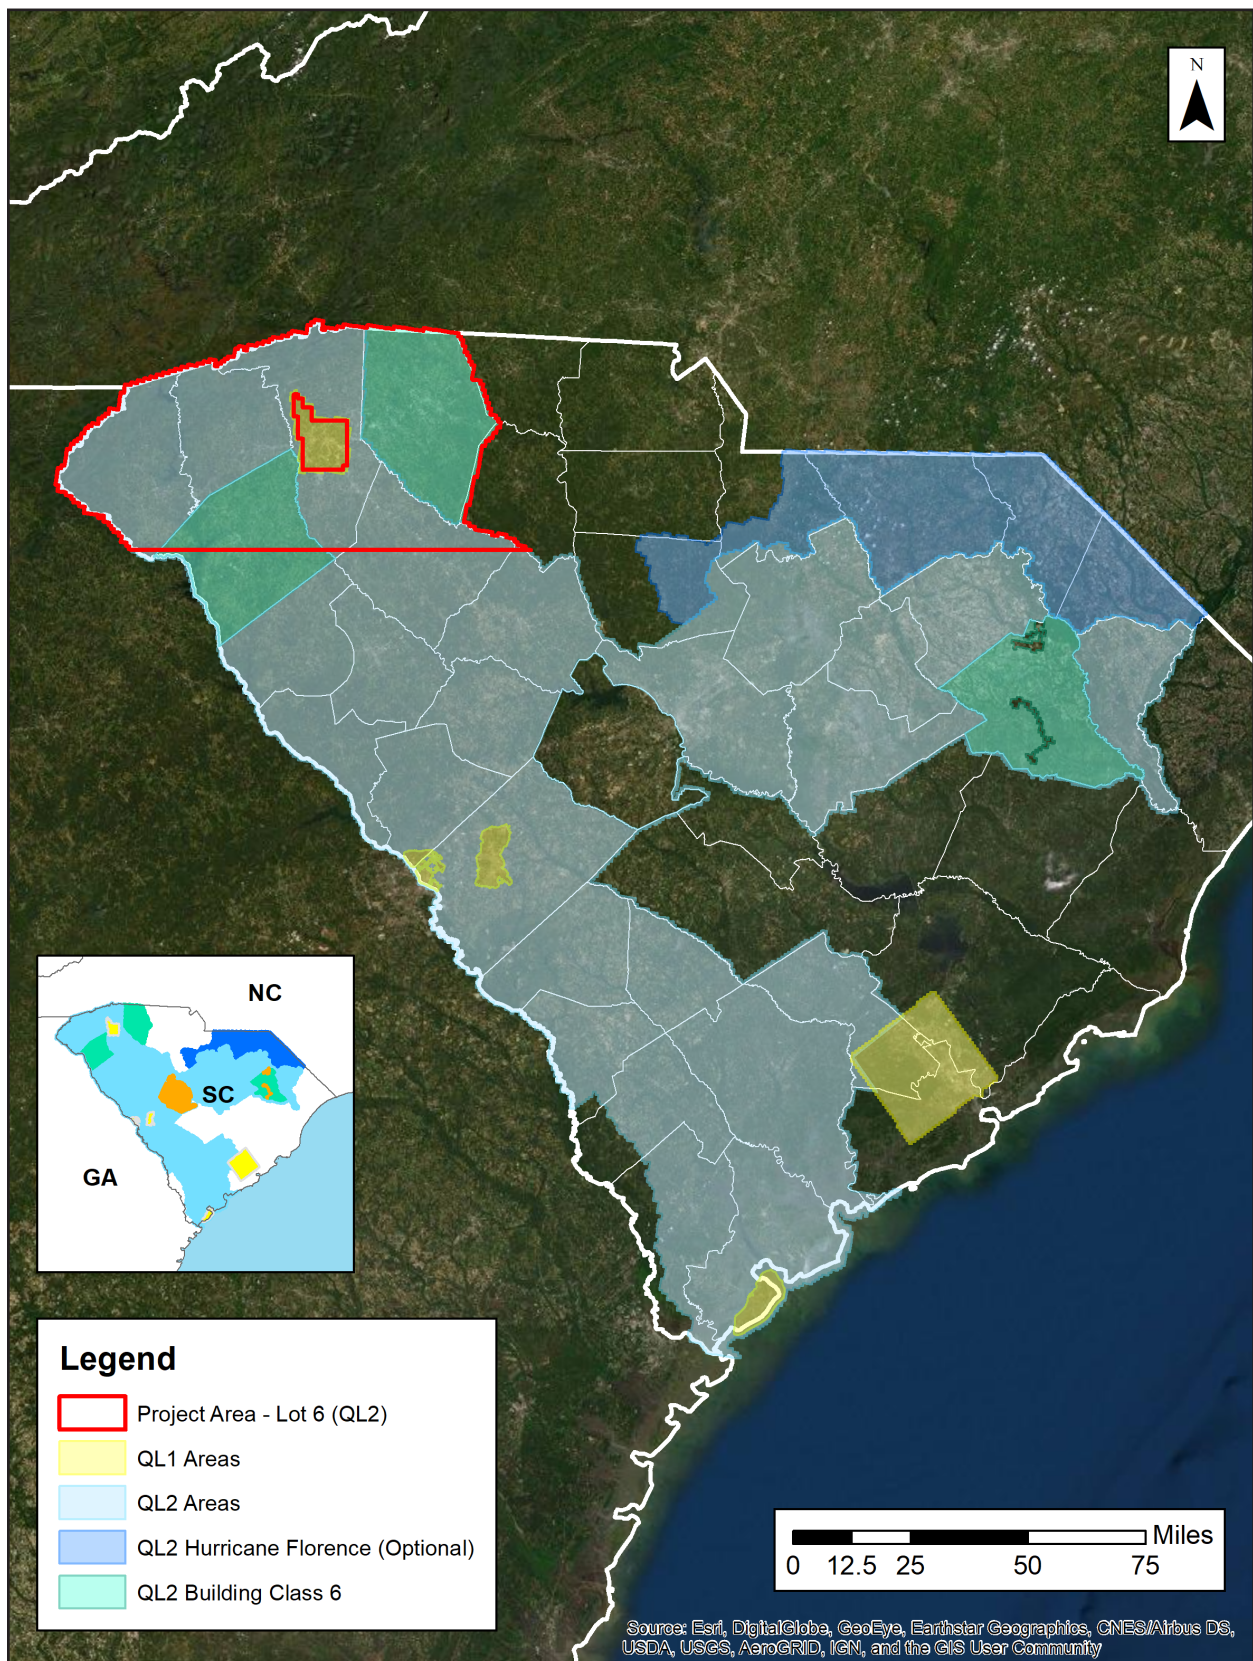 N
NC
SC
GA
Legend
Project Area - Lot 6 (QL2)
QL1 Areas
QL2 Areas
QL2 Hurricane Florence (Optional)
QL2 Building Class 6
Miles
0 12.5 25 50 75
Source: Esri, DigitalGlobe, GeoEye, Earthstar Geographics, CNES/Airbus DS,
USDA, USGS, AeroGRID, IGN, and the GIS User Community